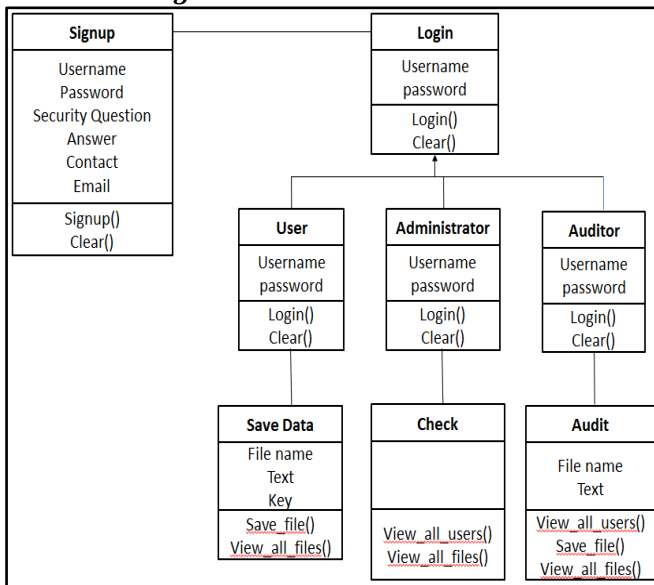 Signup
Username
Password
Security Question
Answer
Contact
Email
Signup()
Clear()
Login
Username
password
Login()
Clear()
User
Username
password
Login()
Clear()
Administrator
Username
password
Login()
Clear()
Auditor
Username
password
Login()
Clear()
Save Data
File name
Text
Key
Save_file()
View_all_files()
Check
View_all_users()
View_all_files()
Audit
File name
Text
View_all_users()
Save_file()
View_all_files()